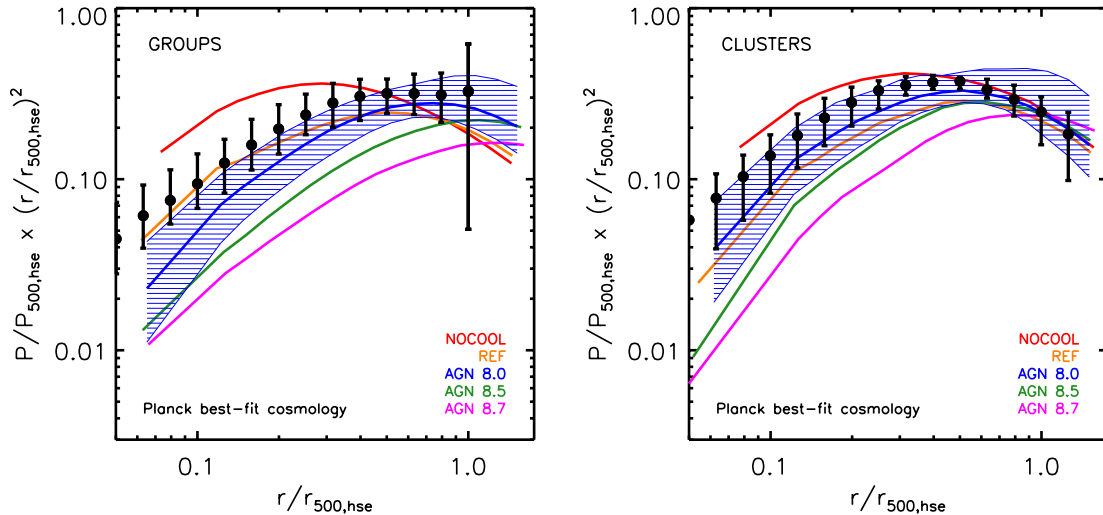 GROUPS
1.00
0.10
0.01
P/P500,hse x (r/r500,hse)2
NOCOOL
REF
AGN 8.0
AGN 8.5
AGN 8.7
Planck best-fit cosmology
0.1
1.0
r/r500,hse
CLUSTERS
1.00
0.10
0.01
P/P500,hse x (r/r500,hse)2
NOCOOL
REF
AGN 8.0
AGN 8.5
AGN 8.7
Planck best-fit cosmology
0.1
1.0
r/r500,hse